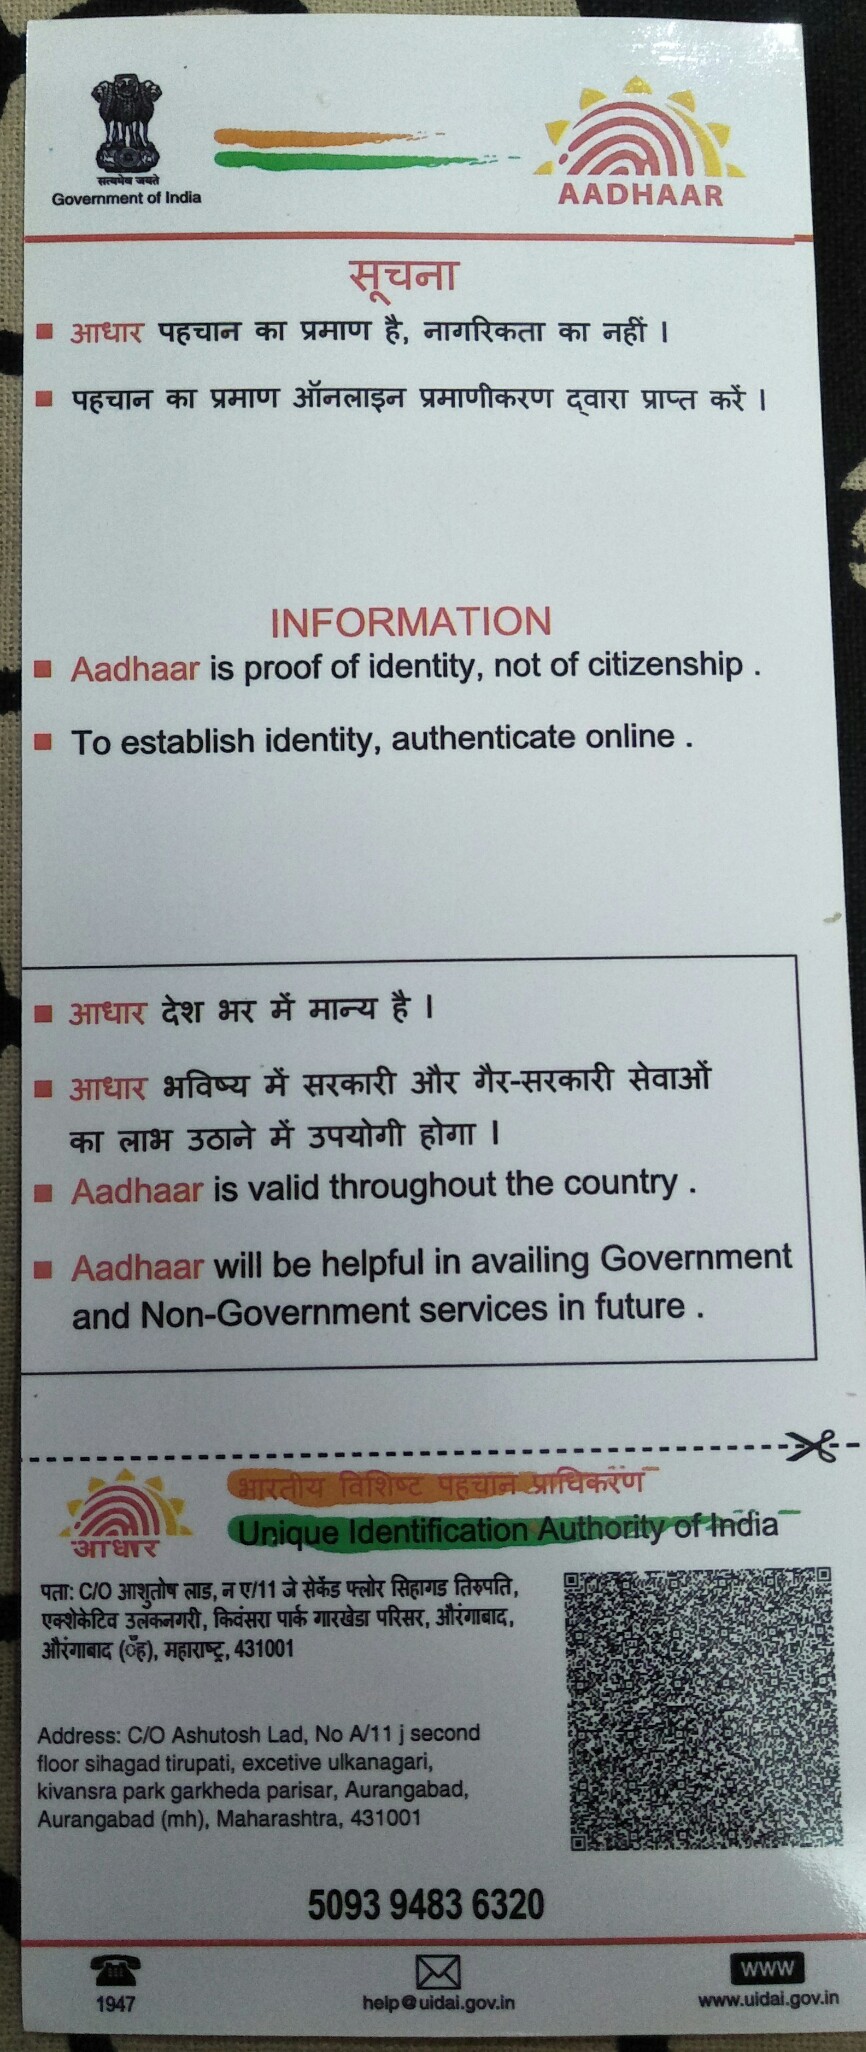 सत्यमेव जयते
Government of India
AADHAAR
सूचना
आधार पहचान का प्रमाण है, नागरिकता का नहीं ।
पहचान का प्रमाण ऑनलाइन प्रमाणीकरण द्वारा प्राप्त करें ।
INFORMATION
Aadhaar is proof of identity, not of citizenship .
To establish identity, authenticate online .
आधार देश भर में मान्य है ।
आधार भविष्य में सरकारी और गैर-सरकारी सेवाओं
का लाभ उठाने में उपयोगी होगा ।
Aadhaar is valid throughout the country .
Aadhaar will be helpful in availing Government
and Non-Government services in future .
भारतीय विशिष्ट पहचान प्राधिकरण
Unique Identification Authority of India
आधार
पता: C/O आशुतोष लाड, न ए/11 जे सेकेंड फ्लोर सिहागड तिरुपति,
एक्शेकेटिव उलकनगरी, किवंसरा पार्क गारखेडा परिसर, औरंगाबाद,
औरंगाबाद (ँह), महाराष्ट्र, 431001
Address: C/O Ashutosh Lad, No A/11 j second
floor sihagad tirupati, excetive ulkanagari,
kivansra park garkheda parisar, Aurangabad,
Aurangabad (mh), Maharashtra, 431001
5093 9483 6320
1947
help@uidai.gov.in
www
www.uidai.gov.in